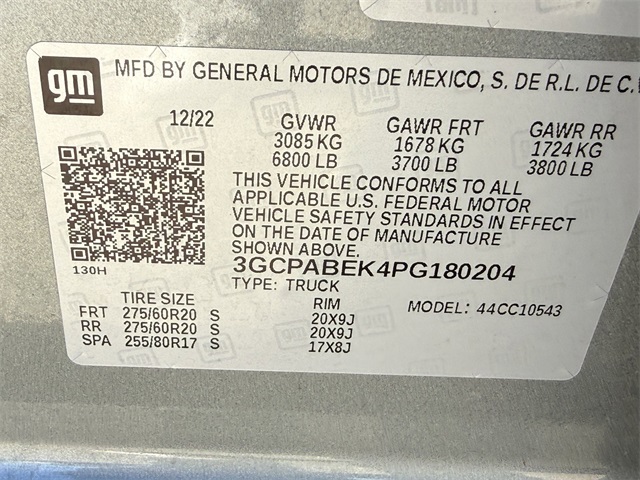 gm
MFD BY GENERAL MOTORS DE MEXICO, S. DE R.L. DE C.
12/22
GVWR GAWR FRT GAWR RR
3085 KG 1678 KG 1724 KG
6800 LB 3700 LB 3800 LB
THIS VEHICLE CONFORMS TO ALL
APPLICABLE U.S. FEDERAL MOTOR
VEHICLE SAFETY STANDARDS IN EFFECT
ON THE DATE OF MANUFACTURE
SHOWN ABOVE.
130H
3GCPABEK4PG180204
TYPE: TRUCK
TIRE SIZE RIM MODEL: 44CC10543
FRT 275/60R20 S 20X9J
RR 275/60R20 S 20X9J
SPA 255/80R17 S 17X8J